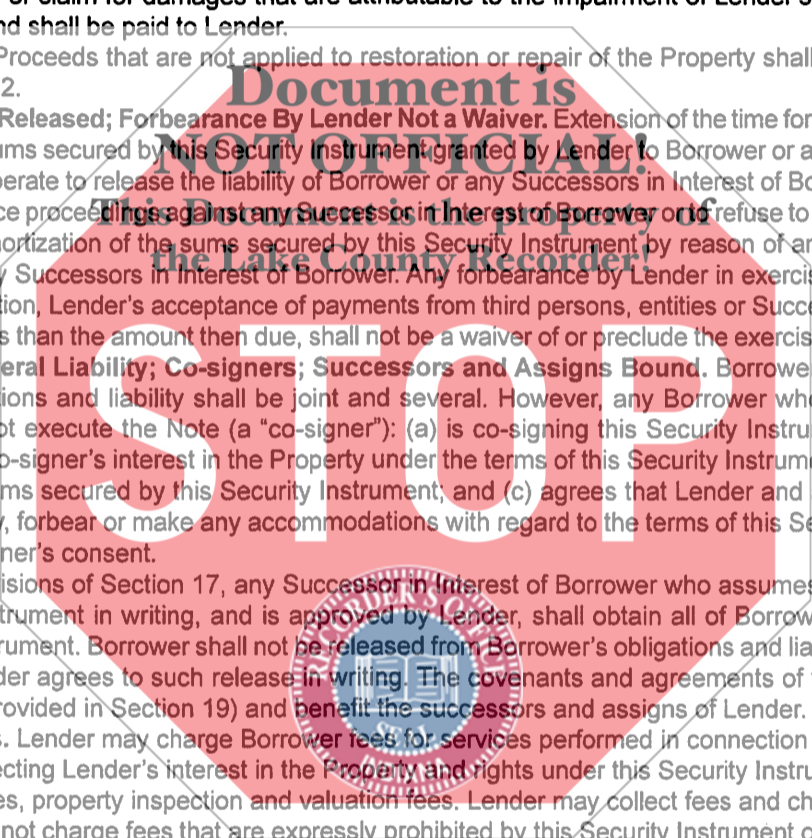 or claim for damages that are attributable to the impairment of Lender's
nd shall be paid to Lender.
Proceeds that are not applied to restoration or repair of the Property shall
2.
Document is
Released; Forbearance By Lender Not a Waiver. Extension of the time for
NOT OFFICIAL!
ms secured by this Security Instrument granted by Lender to Borrower or a
erate to release the liability of Borrower or any Successors in Interest of Bo
ce proceedings against any Successor in Interest of Borrower or to refuse to
This Document is the property of
ortization of the sums secured by this Security Instrument by reason of an
the Lake County Recorder!
Successors in Interest of Borrower. Any forbearance by Lender in exercis
ion, Lender's acceptance of payments from third persons, entities or Succ
s than the amount then due, shall not be a waiver of or preclude the exercis
eral Liability; Co-signers; Successors and Assigns Bound. Borrowe
ions and liability shall be joint and several. However, any Borrower who
STOP
ot execute the Note (a “co-signer”): (a) is co-signing this Security Instru
o-signer's interest in the Property under the terms of this Security Instrum
ms secured by this Security Instrument; and (c) agrees that Lender and
, forbear or make any accommodations with regard to the terms of this Se
ner's consent.
isions of Section 17, any Successor in Interest of Borrower who assumes
trument in writing, and is approved by Lender, shall obtain all of Borrow
rument. Borrower shall not be released from Borrower's obligations and lia
der agrees to such release in writing. The covenants and agreements of
rovided in Section 19) and benefit the successors and assigns of Lender.
s. Lender may charge Borrower fees for services performed in connection
ecting Lender's interest in the Property and rights under this Security Instru
es, property inspection and valuation fees. Lender may collect fees and ch
not charge fees that are expressly prohibited by this Security Instrument o
RECORDER'S OFFICE
SEAL
INDIANA